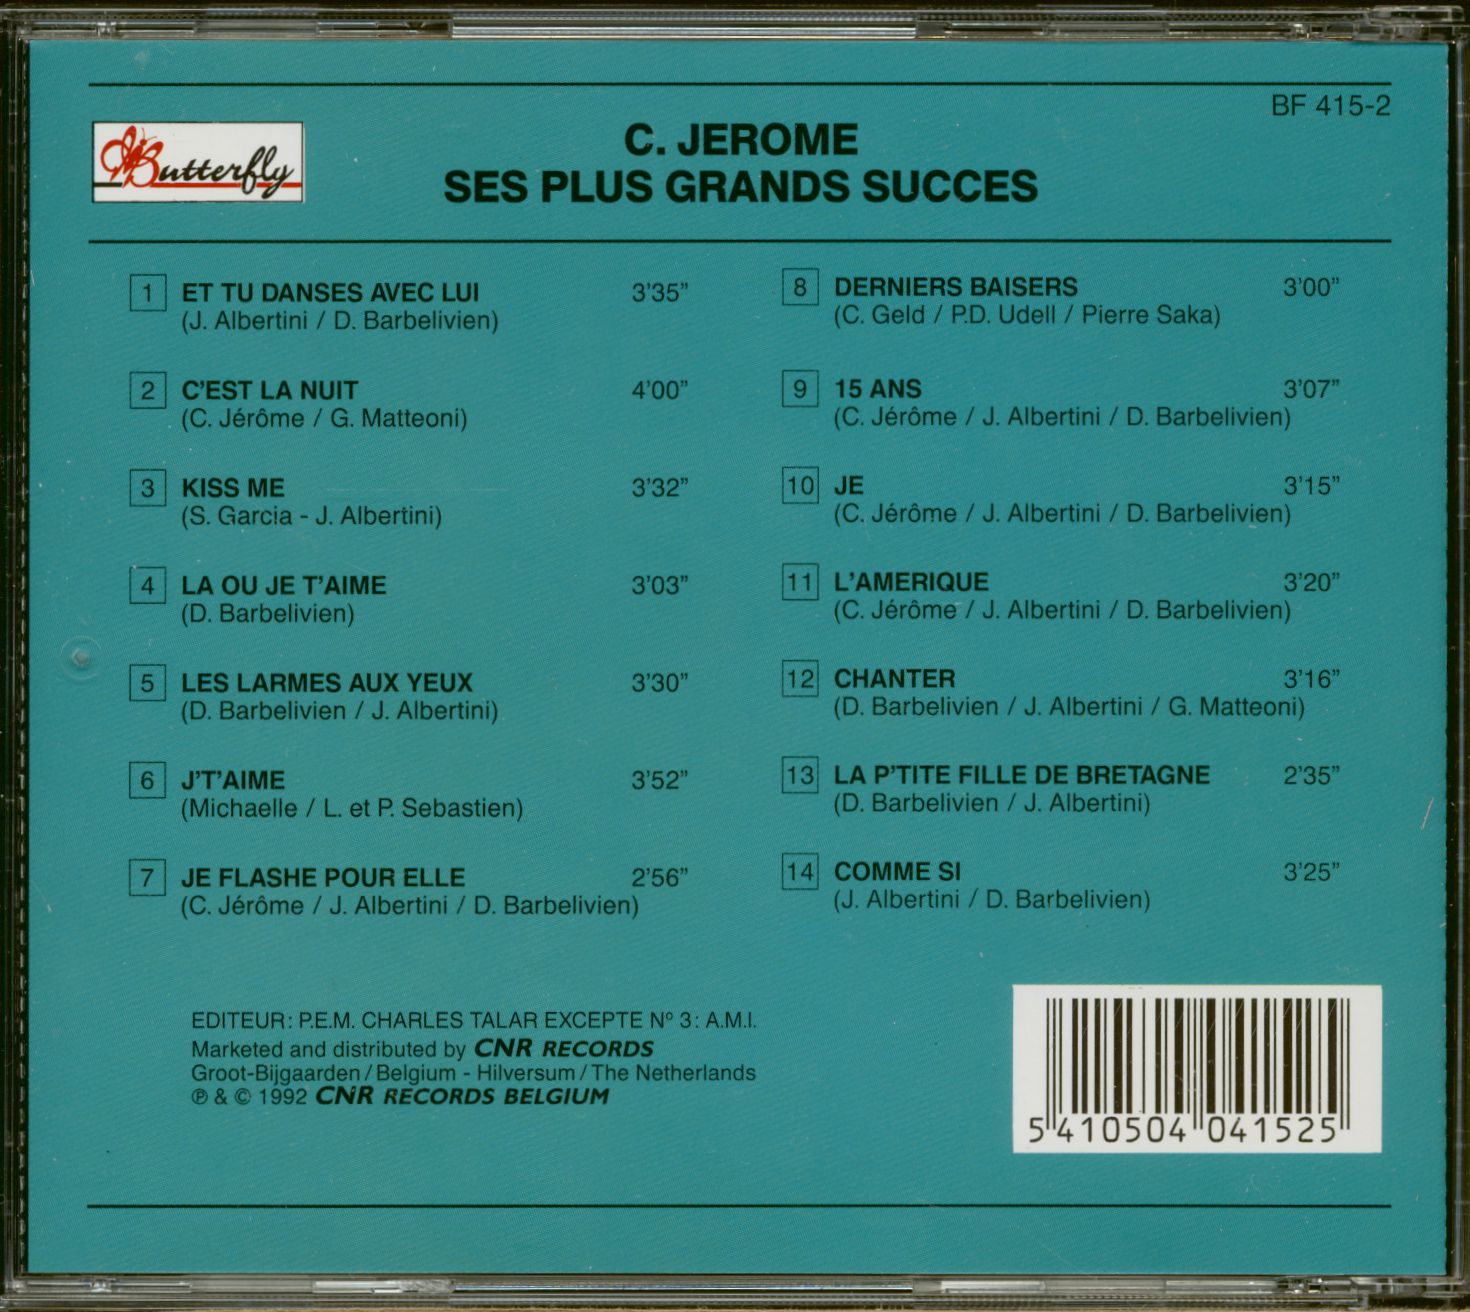 BF 415-2
Butterfly
C. JEROME
SES PLUS GRANDS SUCCES
1 ET TU DANSES AVEC LUI 3'35"
(J. Albertini / D. Barbelivien)
2 C'EST LA NUIT 4'00"
(C. Jérôme / G. Matteoni)
3 KISS ME 3'32"
(S. Garcia - J. Albertini)
4 LA OU JE T'AIME 3'03"
(D. Barbelivien)
5 LES LARMES AUX YEUX 3'30"
(D. Barbelivien / J. Albertini)
6 J'T'AIME 3'52"
(Michaelle / L. et P. Sebastien)
7 JE FLASHE POUR ELLE 2'56"
(C. Jérôme / J. Albertini / D. Barbelivien)
8 DERNIERS BAISERS 3'00"
(C. Geld / P.D. Udell / Pierre Saka)
9 15 ANS 3'07"
(C. Jérôme / J. Albertini / D. Barbelivien)
10 JE 3'15"
(C. Jérôme / J. Albertini / D. Barbelivien)
11 L'AMERIQUE 3'20"
(C. Jérôme / J. Albertini / D. Barbelivien)
12 CHANTER 3'16"
(D. Barbelivien / J. Albertini / G. Matteoni)
13 LA P'TITE FILLE DE BRETAGNE 2'35"
(D. Barbelivien / J. Albertini)
14 COMME SI 3'25"
(J. Albertini / D. Barbelivien)
EDITEUR: P.E.M. CHARLES TALAR EXCEPTE Nº 3: A.M.I.
Marketed and distributed by CNR RECORDS
Groot-Bijgaarden / Belgium - Hilversum / The Netherlands
℗ & © 1992 CNR RECORDS BELGIUM
5 410504 041525